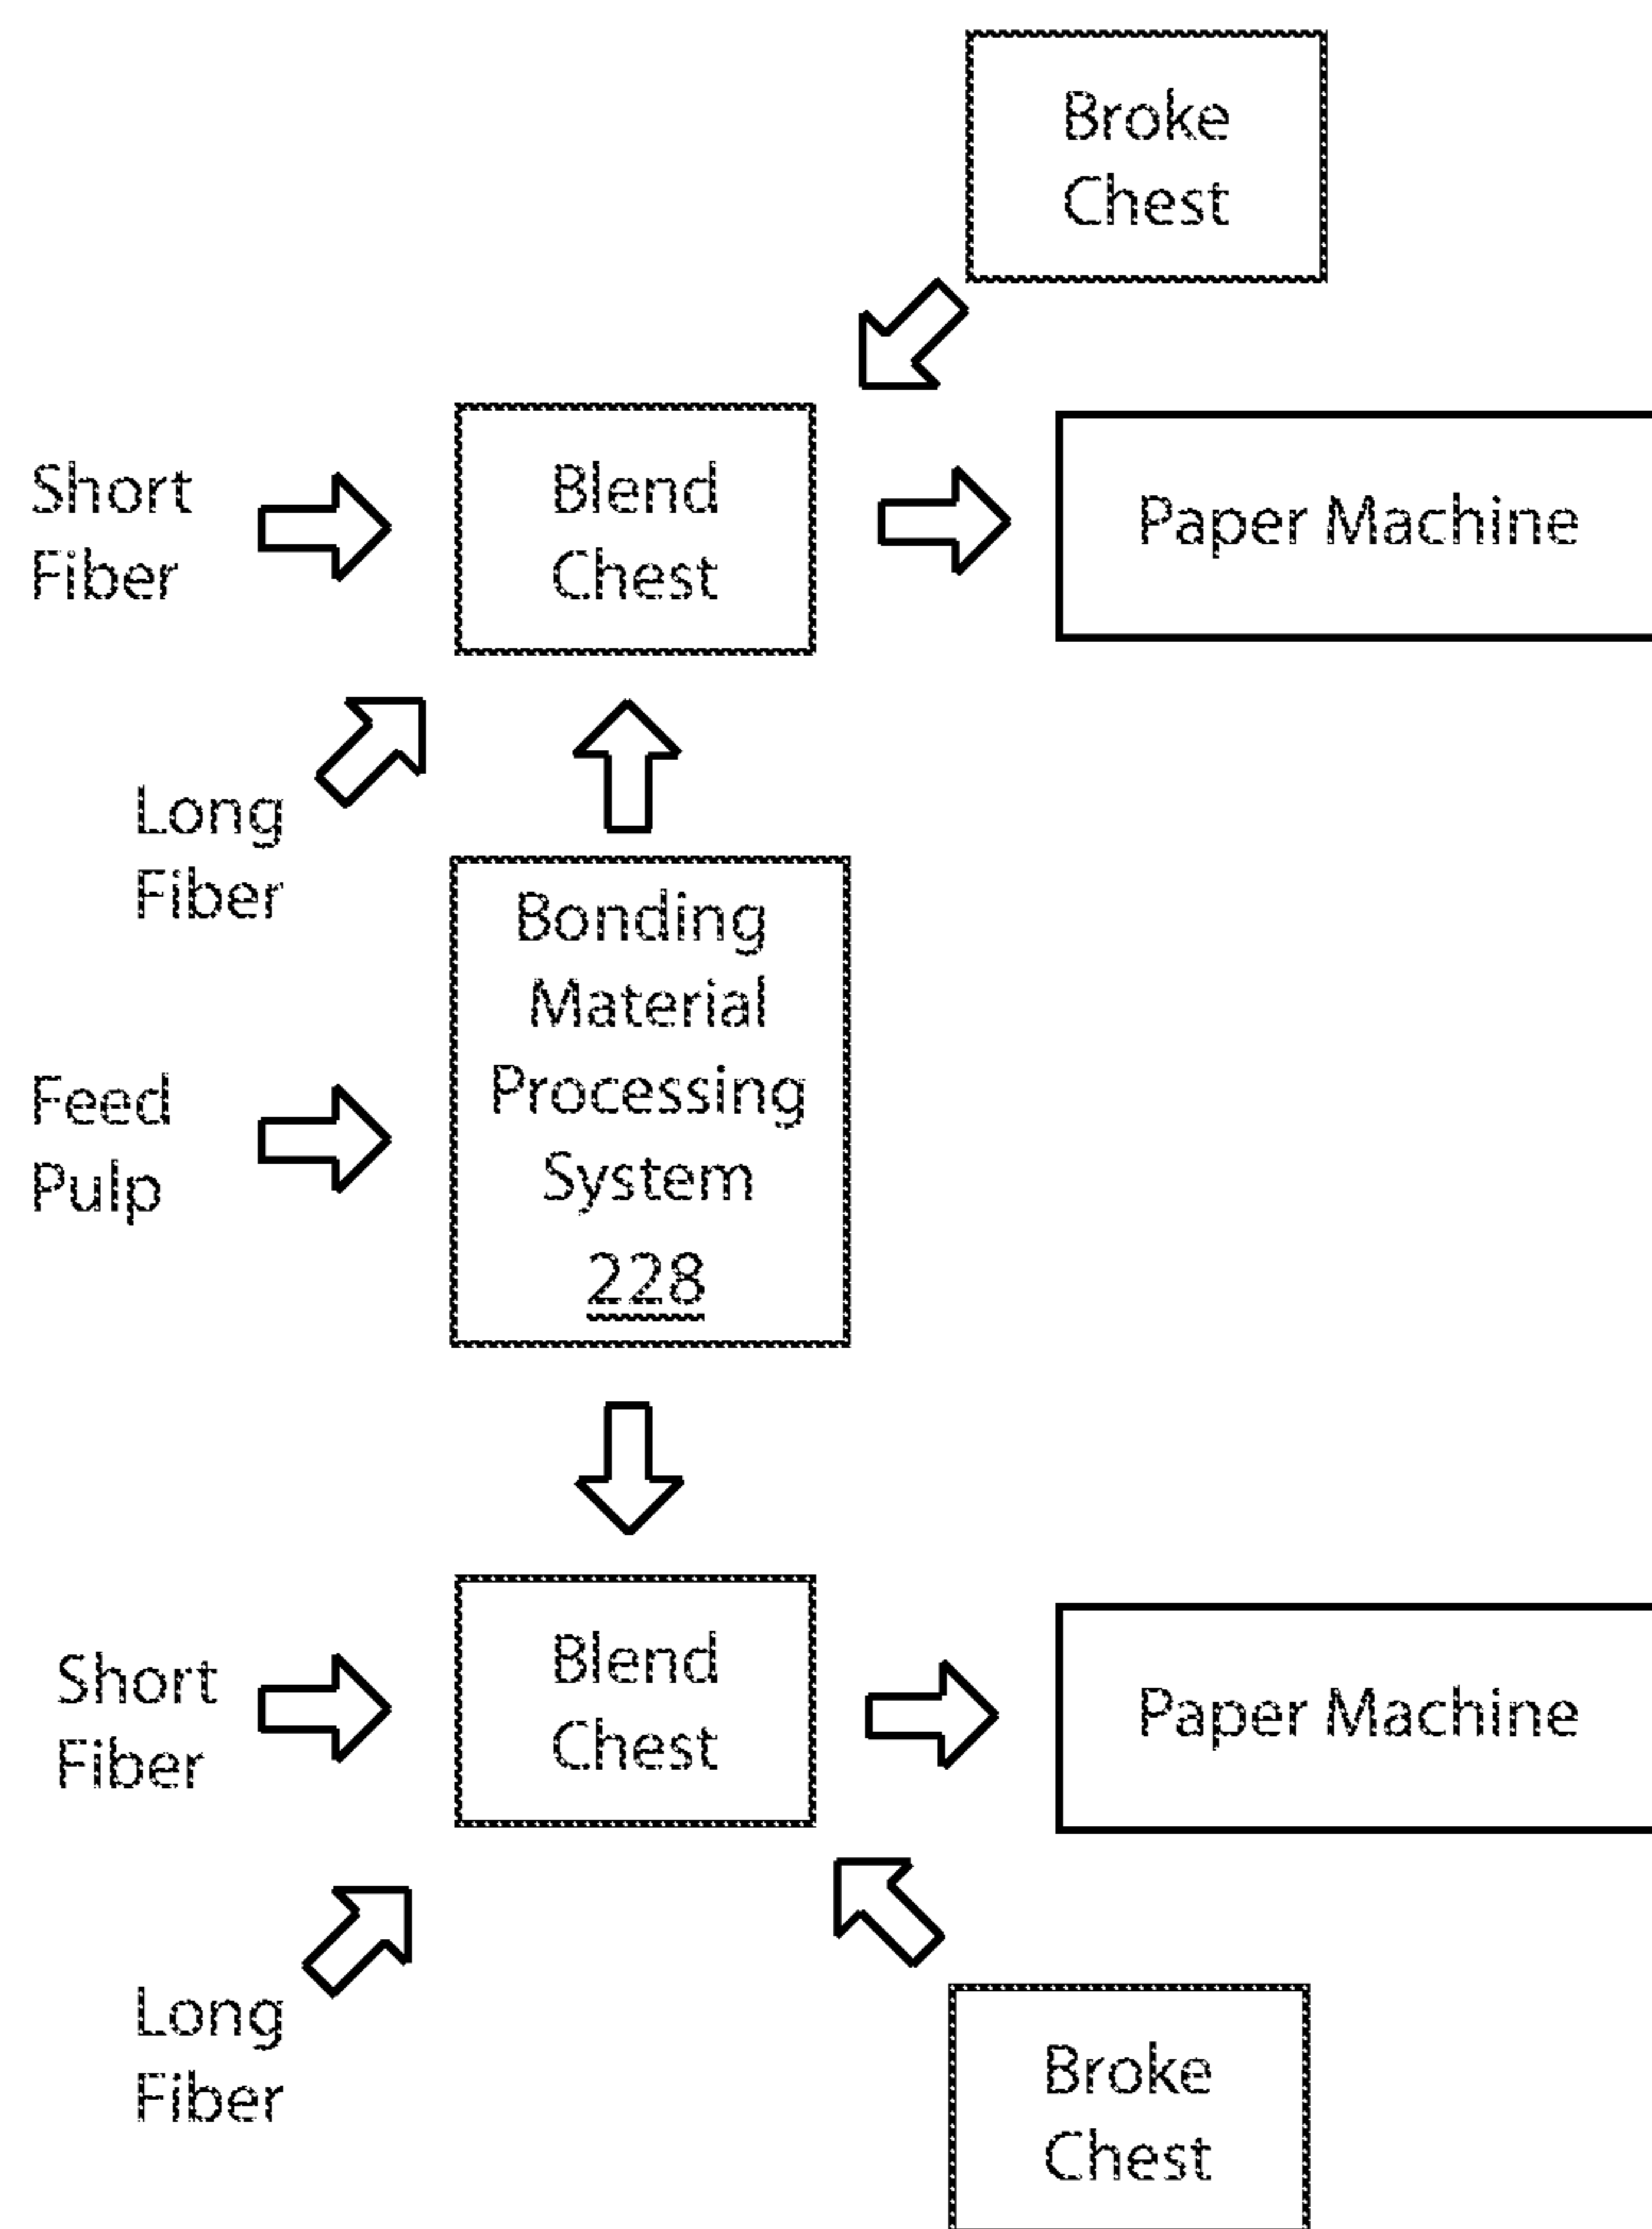 Broke
Chest
Short
Fiber
Blend
Chest
Paper Machine
Long
Fiber
Bonding
Material
Processing
System
228
Feed
Pulp
Short
Fiber
Blend
Chest
Paper Machine
Long
Fiber
Broke
Chest